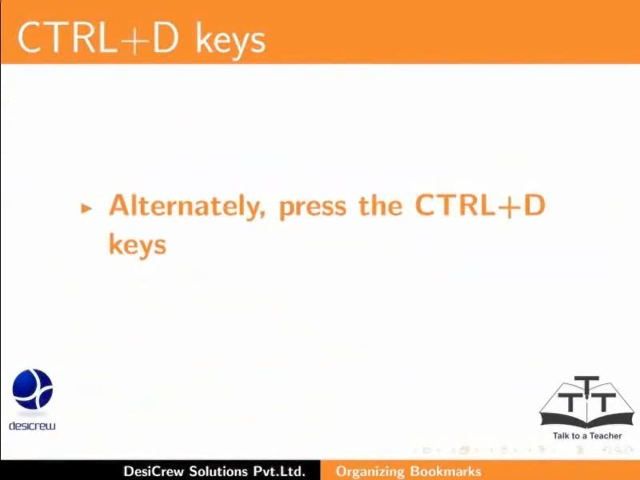 CTRL+D keys
Alternately, press the CTRL+D
keys
desicrew
T T T
Talk to a Teacher
DesiCrew Solutions Pvt.Ltd. Organizing Bookmarks